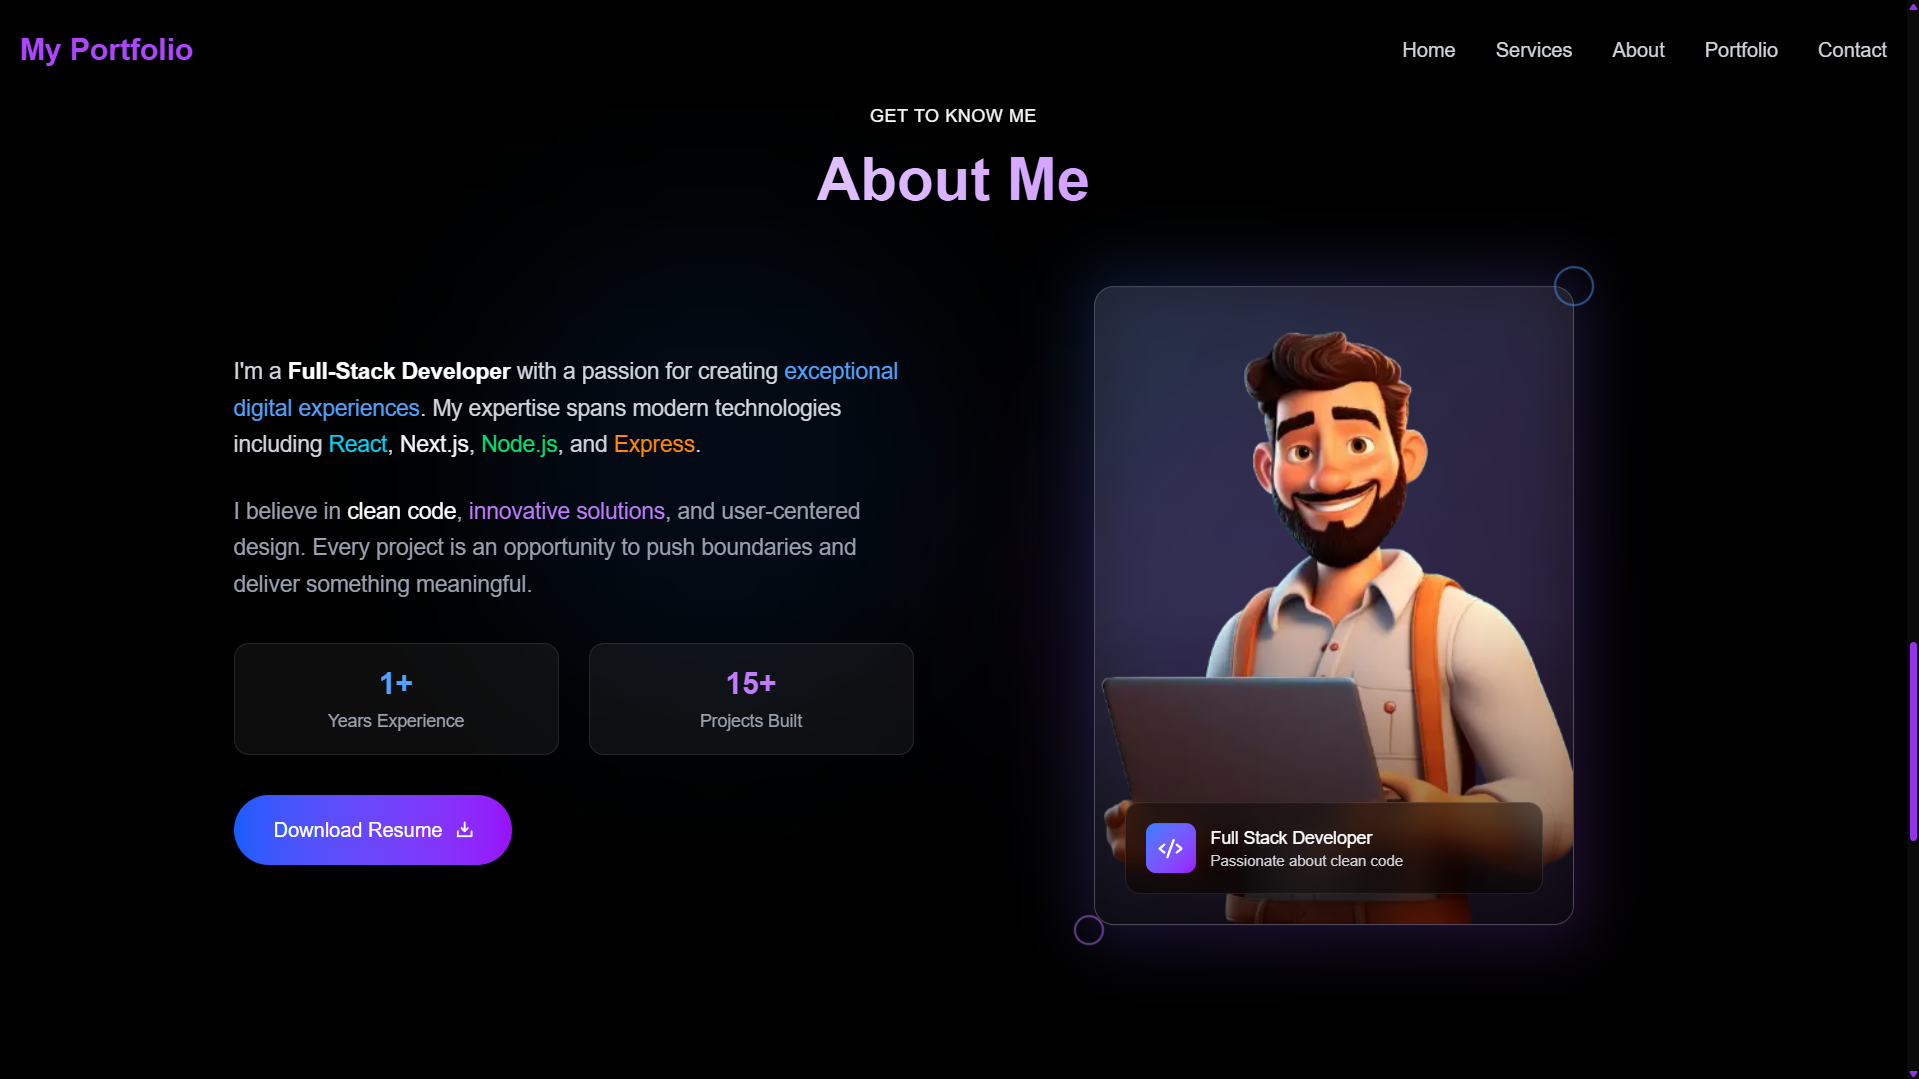 My Portfolio
Home
Services
About
Portfolio
Contact
GET TO KNOW ME
About Me
I'm a Full-Stack Developer with a passion for creating exceptional
digital experiences. My expertise spans modern technologies
including React, Next.js, Node.js, and Express.
I believe in clean code, innovative solutions, and user-centered
design. Every project is an opportunity to push boundaries and
deliver something meaningful.
1+
Years Experience
15+
Projects Built
Download Resume
</>
Full Stack Developer
Passionate about clean code